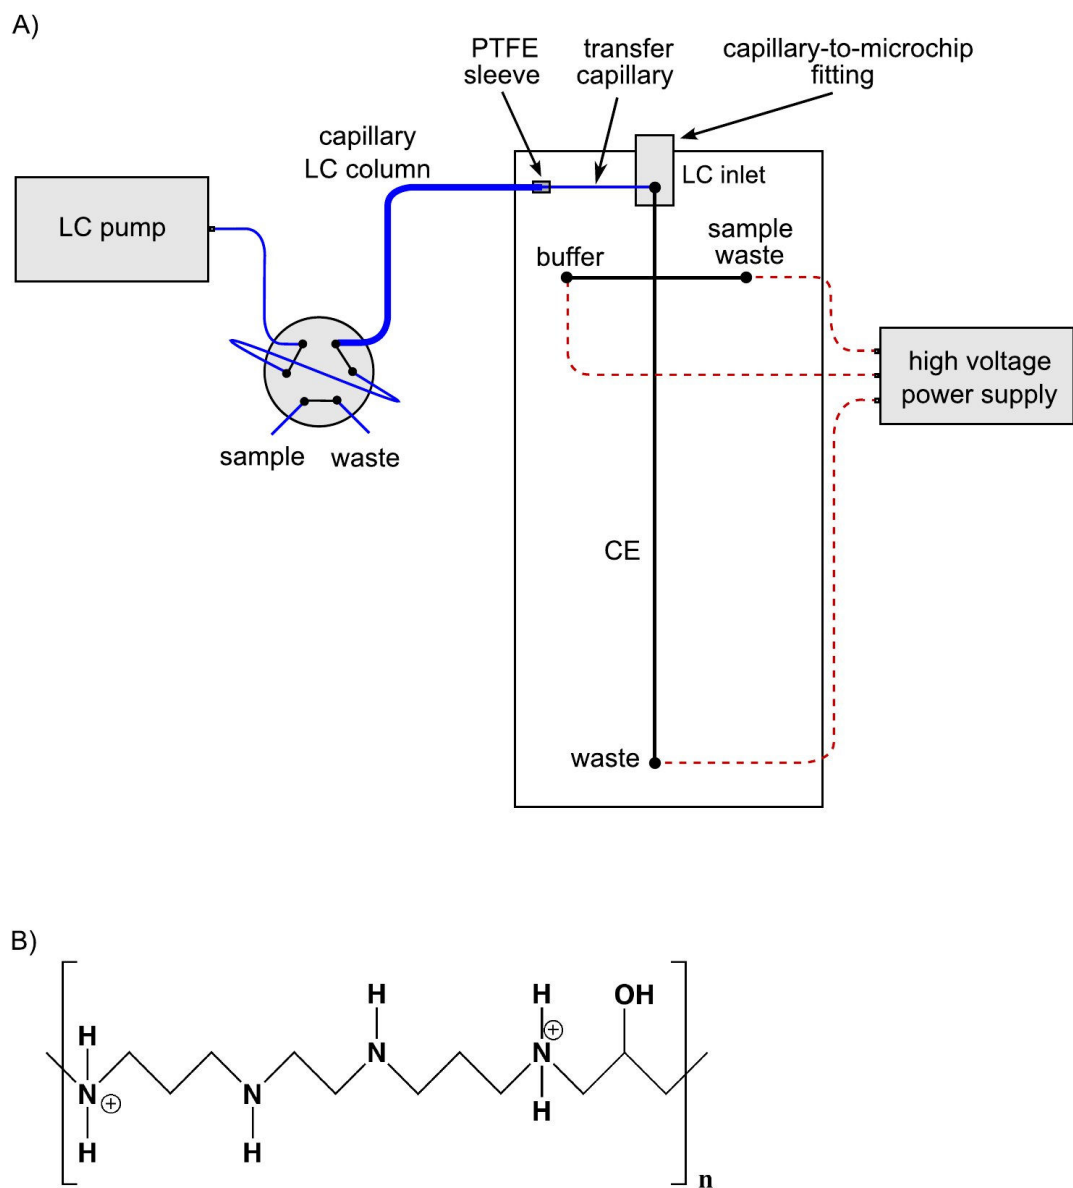 A)
PTFE
sleeve
transfer
capillary
capillary-to-microchip
fitting
capillary
LC column
LC inlet
LC pump
sample
waste
buffer
high voltage
power supply
sample
waste
CE
waste
B)
H
H
OH
H
N
⊕
N
N
⊕
N
H
H
H
n